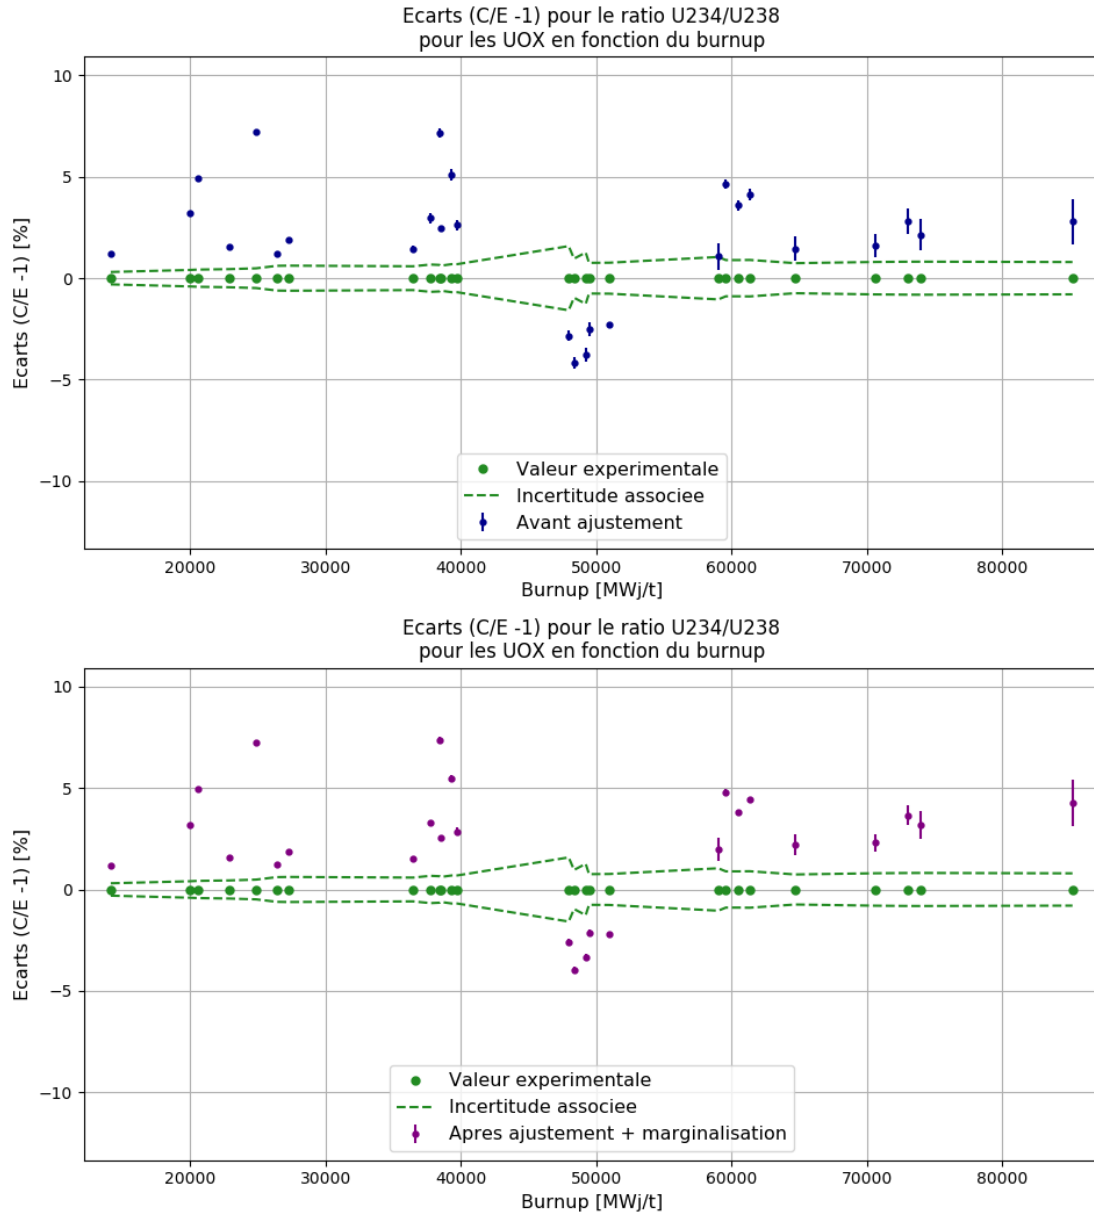 Ecarts (C/E -1) pour le ratio U234/U238
pour les UOX en fonction du burnup
Ecarts (C/E -1) [%]
10
5
0
−5
−10
Valeur experimentale
Incertitude associee
Avant ajustement
20000 30000 40000 50000 60000 70000 80000
Burnup [MWj/t]
Ecarts (C/E -1) pour le ratio U234/U238
pour les UOX en fonction du burnup
Ecarts (C/E -1) [%]
10
5
0
−5
−10
Valeur experimentale
Incertitude associee
Apres ajustement + marginalisation
20000 30000 40000 50000 60000 70000 80000
Burnup [MWj/t]